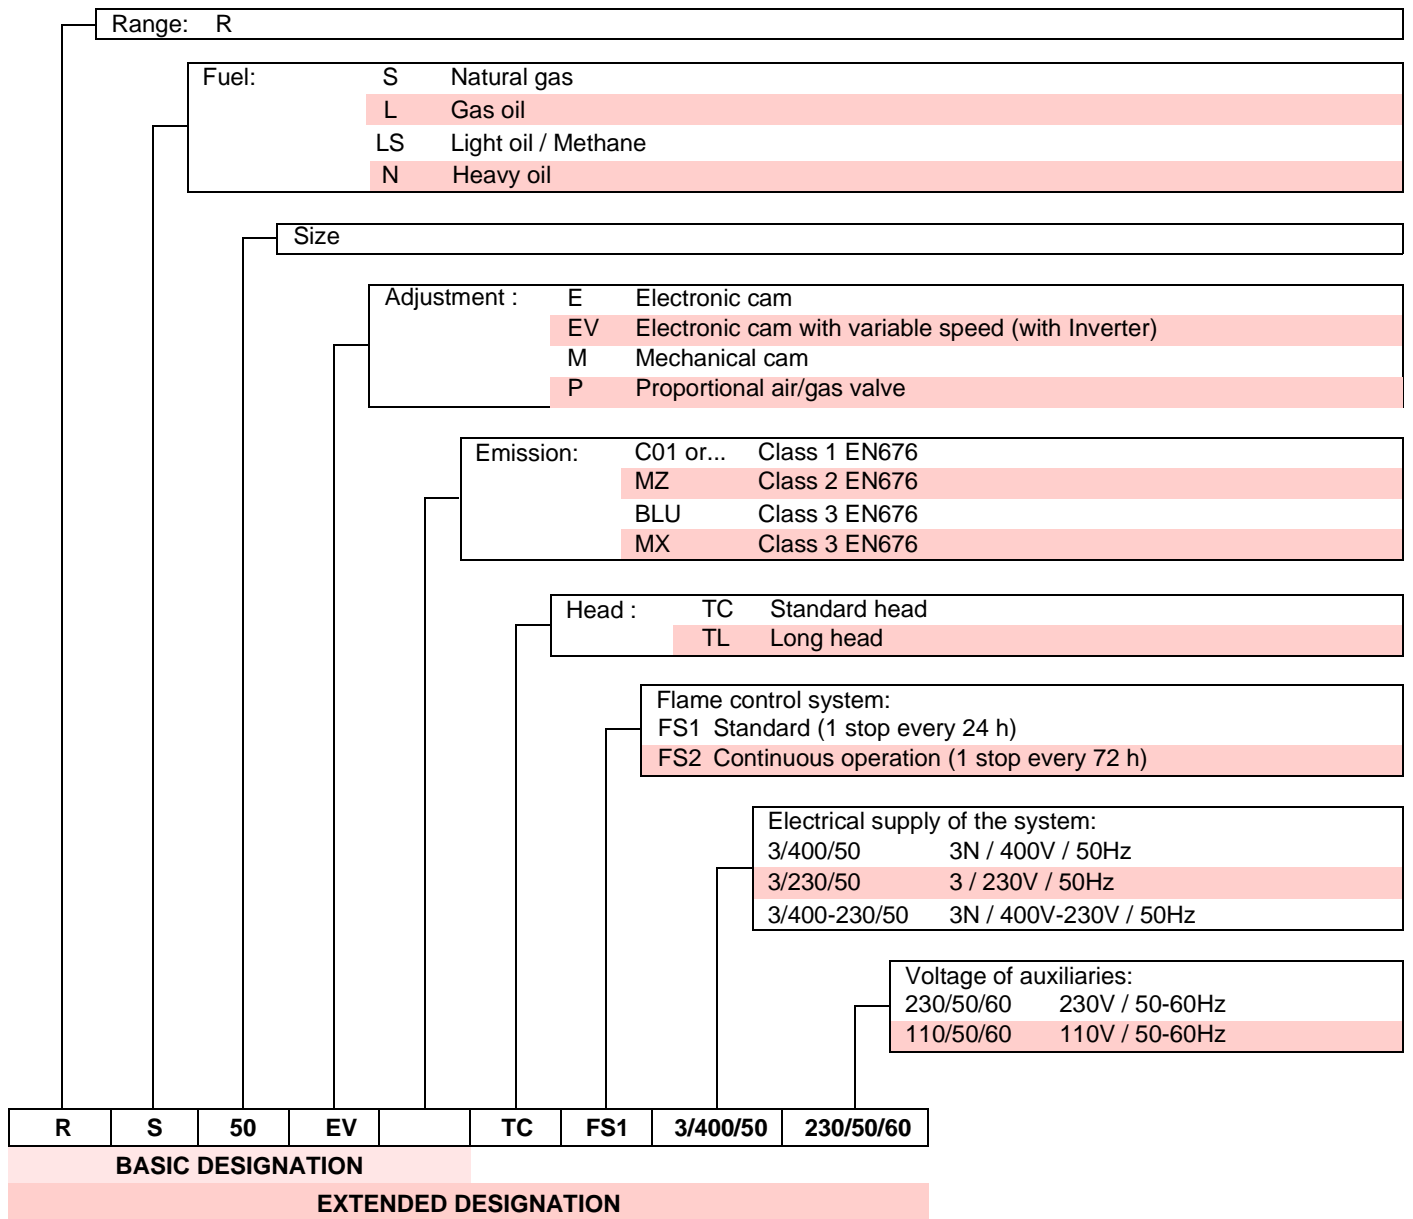 Range: R
Fuel: S Natural gas
L Gas oil
LS Light oil / Methane
N Heavy oil
Size
Adjustment : E Electronic cam
EV Electronic cam with variable speed (with Inverter)
M Mechanical cam
P Proportional air/gas valve
Emission: C01 or... Class 1 EN676
MZ Class 2 EN676
BLU Class 3 EN676
MX Class 3 EN676
Head : TC Standard head
TL Long head
Flame control system:
FS1 Standard (1 stop every 24 h)
FS2 Continuous operation (1 stop every 72 h)
Electrical supply of the system:
3/400/50 3N / 400V / 50Hz
3/230/50 3 / 230V / 50Hz
3/400-230/50 3N / 400V-230V / 50Hz
Voltage of auxiliaries:
230/50/60 230V / 50-60Hz
110/50/60 110V / 50-60Hz
R S 50 EV TC FS1 3/400/50 230/50/60
BASIC DESIGNATION
EXTENDED DESIGNATION